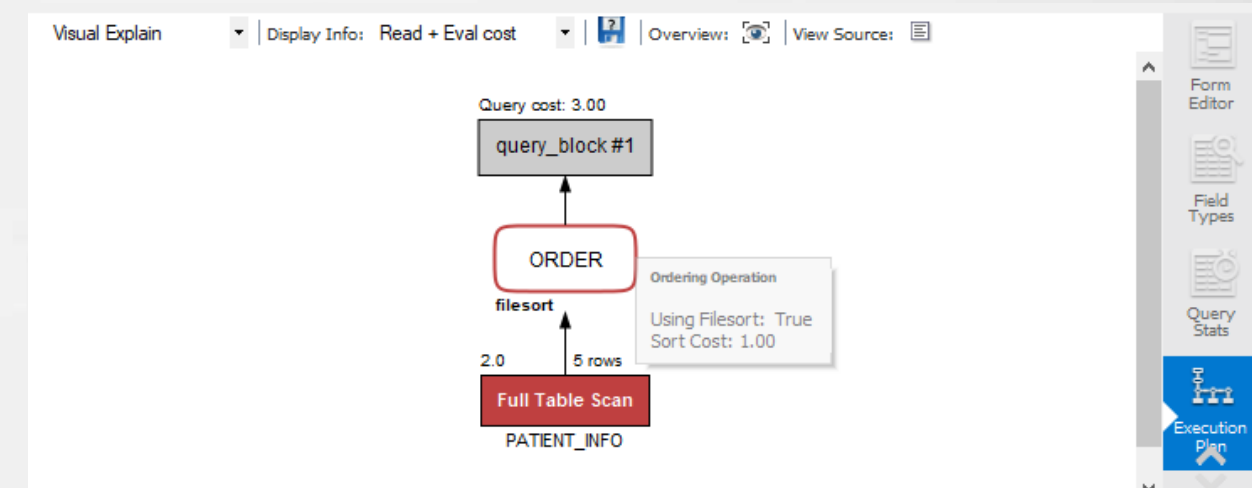 Visual Explain Display Info: Read + Eval cost Overview: View Source:
Query cost: 3.00
query_block #1
ORDER
filesort
Ordering Operation
Using Filesort: True
Sort Cost: 1.00
2.0 5 rows
Full Table Scan
PATIENT_INFO
Form
Editor
Field
Types
Query
Stats
Execution
Plan